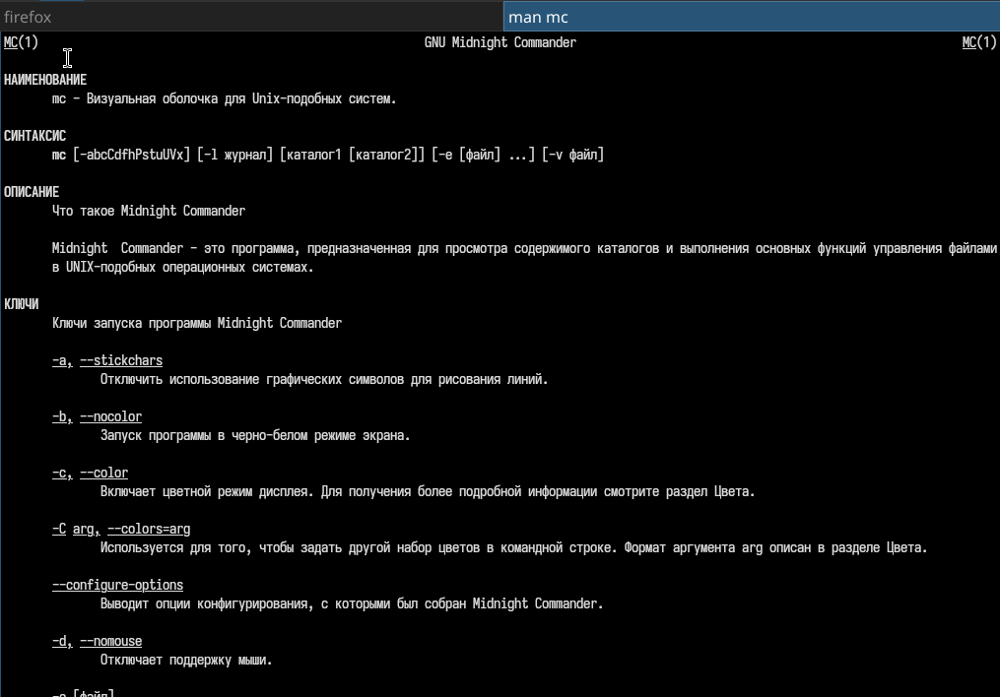 firefox
man mc
MC(1) GNU Midnight Commander MC(1)
НАИМЕНОВАНИЕ
mc - Визуальная оболочка для Unix-подобных систем.
СИНТАКСИС
mc [-abcCdfhPstuUVx] [-l журнал] [каталог1 [каталог2]] [-e [файл] ...] [-v файл]
ОПИСАНИЕ
Что такое Midnight Commander
Midnight Commander - это программа, предназначенная для просмотра содержимого каталогов и выполнения основных функций управления файлами
в UNIX-подобных операционных системах.
КЛЮЧИ
Ключи запуска программы Midnight Commander
-a, --stickchars
Отключить использование графических символов для рисования линий.
-b, --nocolor
Запуск программы в черно-белом режиме экрана.
-c, --color
Включает цветной режим дисплея. Для получения более подробной информации смотрите раздел Цвета.
-C arg, --colors=arg
Используется для того, чтобы задать другой набор цветов в командной строке. Формат аргумента arg описан в разделе Цвета.
--configure-options
Выводит опции конфигурирования, с которыми был собран Midnight Commander.
-d, --nomouse
Отключает поддержку мыши.
-e [файл]